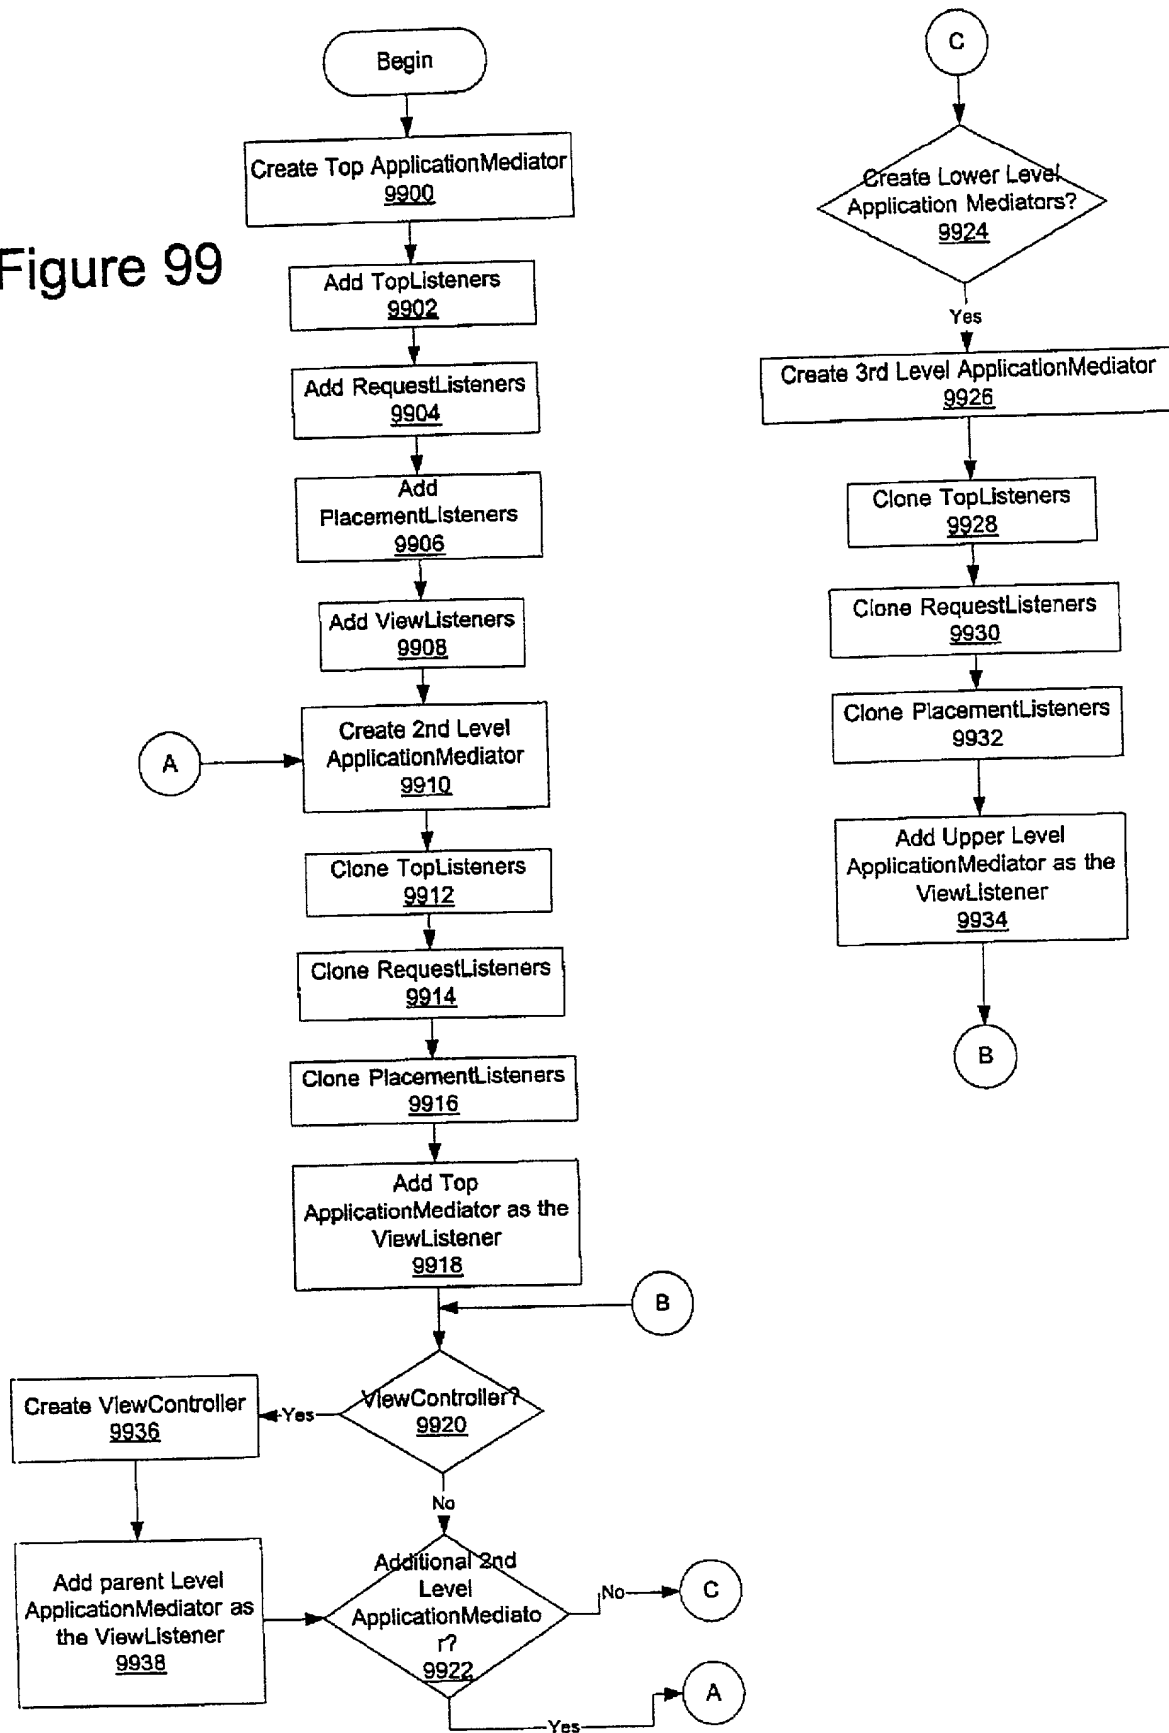 Figure 99
Begin
Create Top ApplicationMediator
9900
Add TopListeners
9902
Add RequestListeners
9904
Add
PlacementListeners
9906
Add ViewListeners
9908
A
Create 2nd Level
ApplicationMediator
9910
Clone TopListeners
9912
Clone RequestListeners
9914
Clone PlacementListeners
9916
Add Top
ApplicationMediator as the
ViewListener
9918
B
ViewController?
9920
Yes
Create ViewController
9936
No
Add parent Level
ApplicationMediator as
the ViewListener
9938
Additional 2nd
Level
ApplicationMediato
r?
9922
No
C
Yes
A
C
Create Lower Level
Application Mediators?
9924
Yes
Create 3rd Level ApplicationMediator
9926
Clone TopListeners
9928
Clone RequestListeners
9930
Clone PlacementListeners
9932
Add Upper Level
ApplicationMediator as the
ViewListener
9934
B